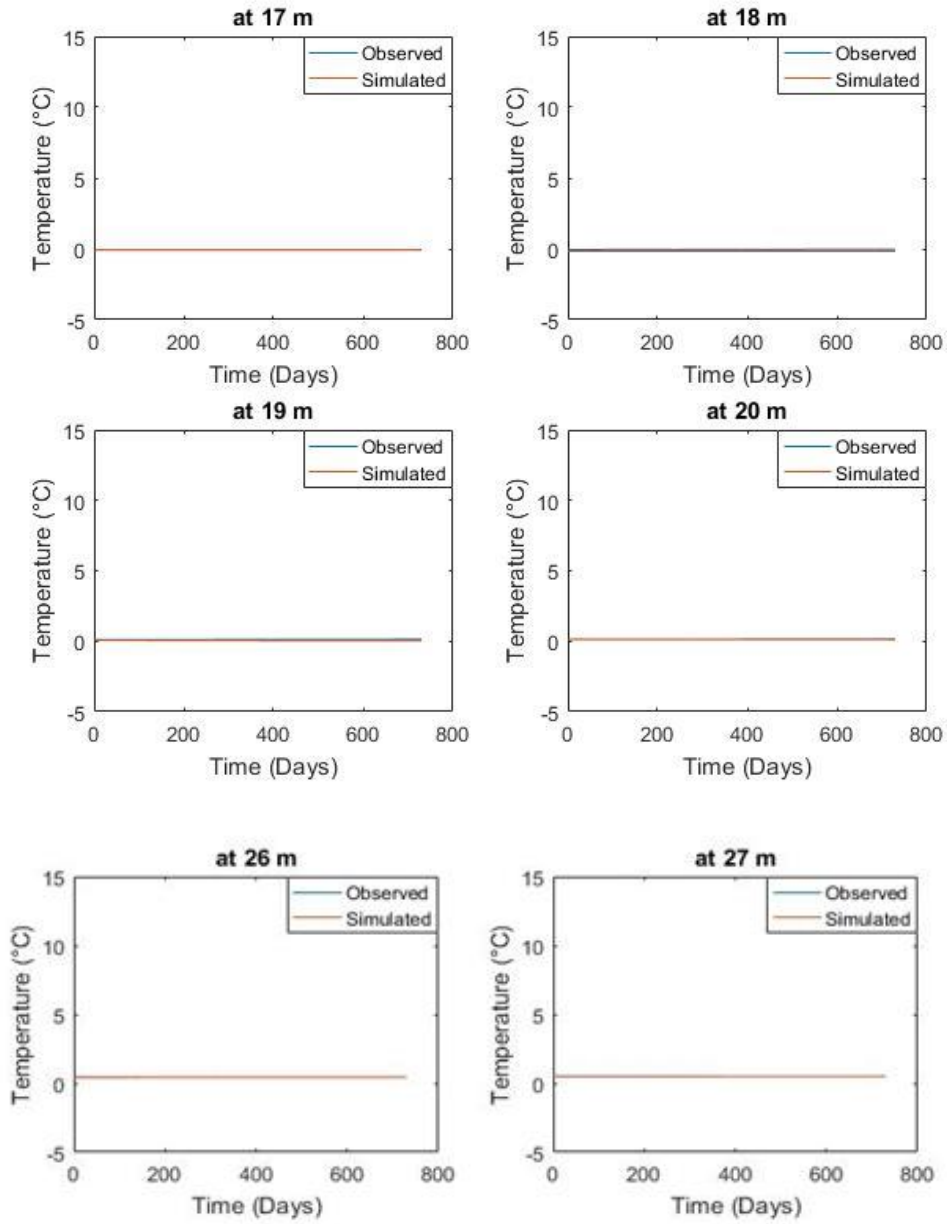 at 17 m
15
10
5
0
-5
Temperature (°C)
Observed
Simulated
0 200 400 600 800
Time (Days)
at 18 m
15
10
5
0
-5
Temperature (°C)
Observed
Simulated
0 200 400 600 800
Time (Days)
at 19 m
15
10
5
0
-5
Temperature (°C)
Observed
Simulated
0 200 400 600 800
Time (Days)
at 20 m
15
10
5
0
-5
Temperature (°C)
Observed
Simulated
0 200 400 600 800
Time (Days)
at 26 m
15
10
5
0
-5
Temperature (°C)
Observed
Simulated
0 200 400 600 800
Time (Days)
at 27 m
15
10
5
0
-5
Temperature (°C)
Observed
Simulated
0 200 400 600 800
Time (Days)